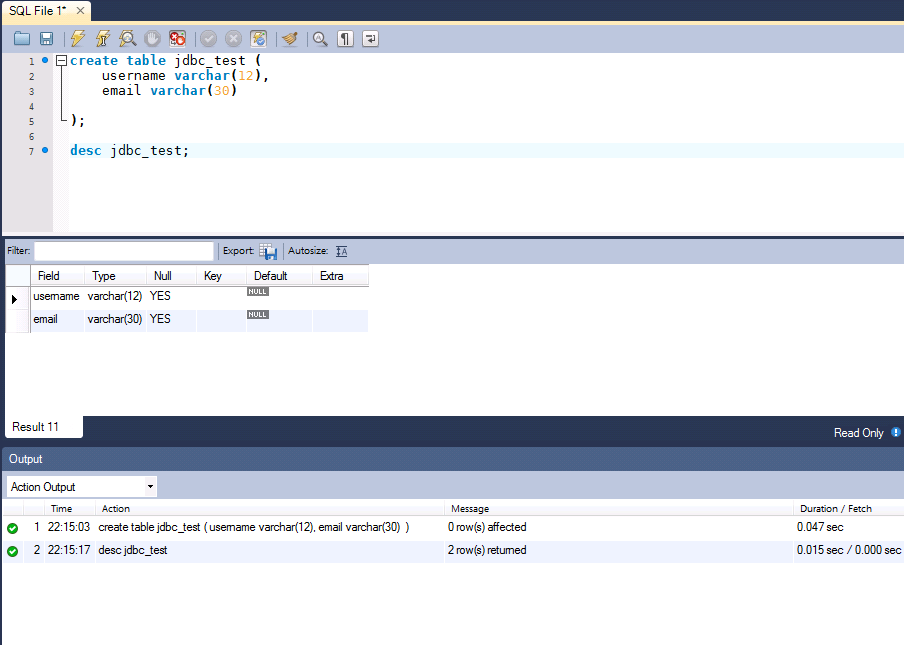 SQL File 1*
1 create table jdbc_test (
2 username varchar(12),
3 email varchar(30)
4
5 );
6
7 desc jdbc_test;
Filter: Export: Autosize:
Field Type Null Key Default Extra
username varchar(12) YES NULL
email varchar(30) YES NULL
Result 11
Read Only
Output
Action Output
Time Action Message Duration / Fetch
1 22:15:03 create table jdbc_test ( username varchar(12), email varchar(30) ) 0 row(s) affected 0.047 sec
2 22:15:17 desc jdbc_test 2 row(s) returned 0.015 sec / 0.000 sec